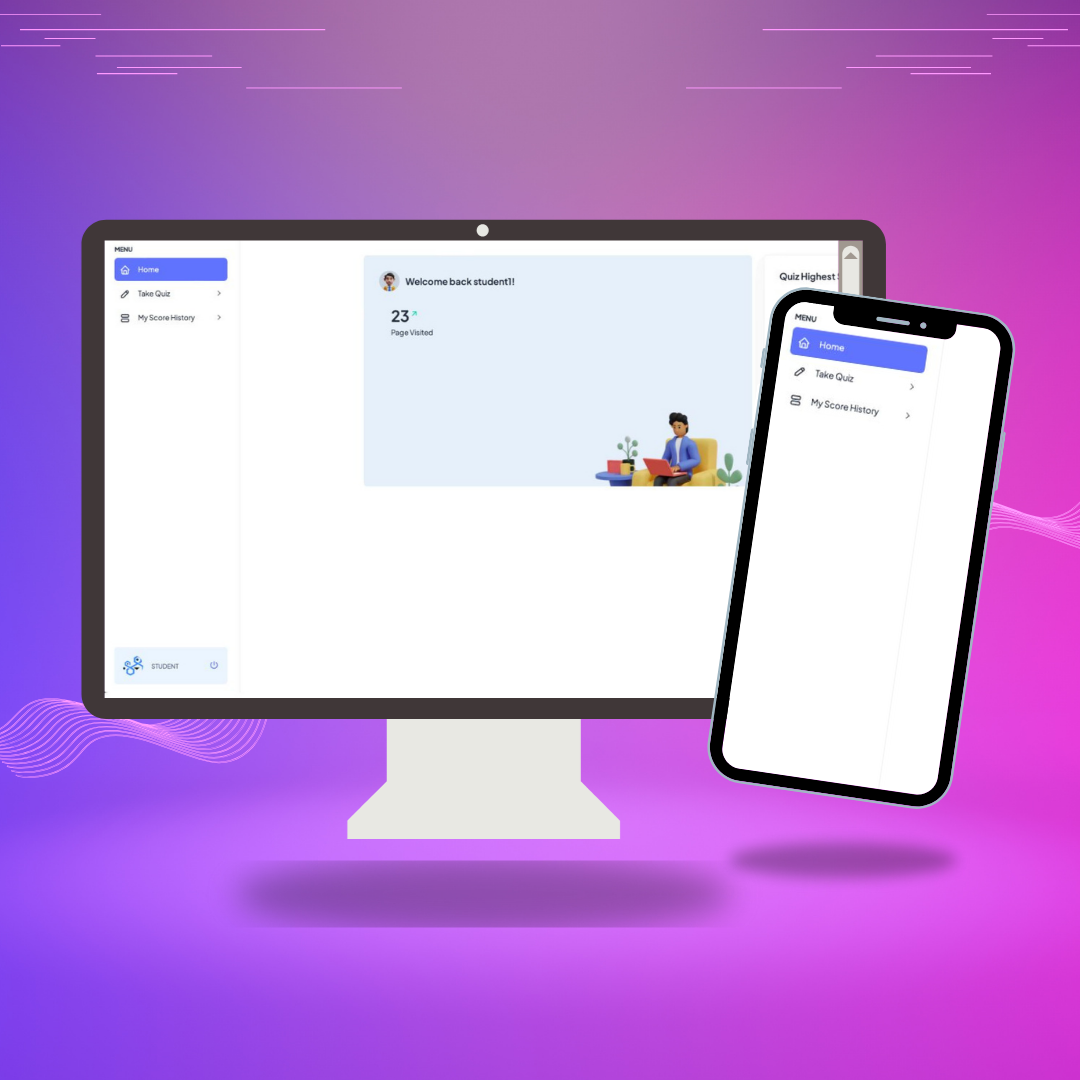 MENU
Home
Take Quiz
My Score History
Welcome back student1!
23
Page Visited
Quiz Highest
STUDENT
MENU
Home
Take Quiz
My Score History